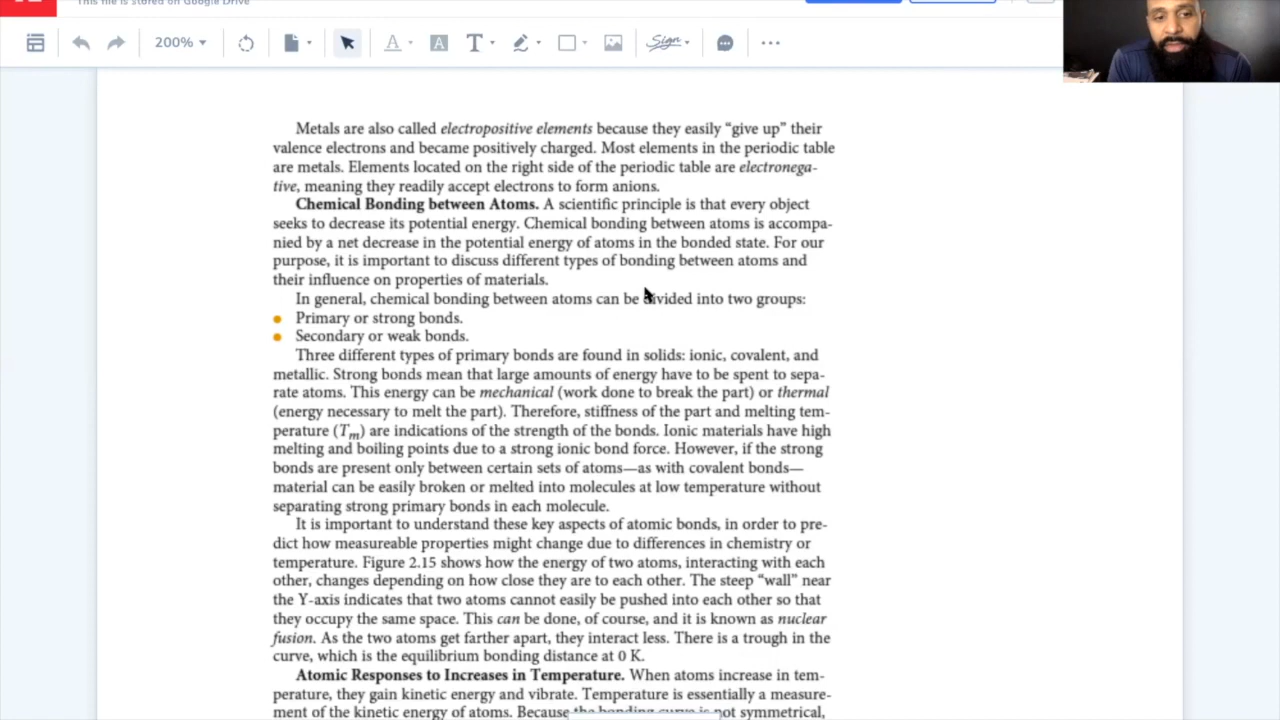 This file is stored on Google Drive
200%
A
A
T
Sign
Metals are also called electropositive elements because they easily “give up” their
valence electrons and became positively charged. Most elements in the periodic table
are metals. Elements located on the right side of the periodic table are electronega-
tive, meaning they readily accept electrons to form anions.
Chemical Bonding between Atoms. A scientific principle is that every object
seeks to decrease its potential energy. Chemical bonding between atoms is accompa-
nied by a net decrease in the potential energy of atoms in the bonded state. For our
purpose, it is important to discuss different types of bonding between atoms and
their influence on properties of materials.
In general, chemical bonding between atoms can be divided into two groups:
Primary or strong bonds.
Secondary or weak bonds.
Three different types of primary bonds are found in solids: ionic, covalent, and
metallic. Strong bonds mean that large amounts of energy have to be spent to sepa-
rate atoms. This energy can be mechanical (work done to break the part) or thermal
(energy necessary to melt the part). Therefore, stiffness of the part and melting tem-
perature (Tm) are indications of the strength of the bonds. Ionic materials have high
melting and boiling points due to a strong ionic bond force. However, if the strong
bonds are present only between certain sets of atoms—as with covalent bonds—
material can be easily broken or melted into molecules at low temperature without
separating strong primary bonds in each molecule.
It is important to understand these key aspects of atomic bonds, in order to pre-
dict how measureable properties might change due to differences in chemistry or
temperature. Figure 2.15 shows how the energy of two atoms, interacting with each
other, changes depending on how close they are to each other. The steep “wall” near
the Y-axis indicates that two atoms cannot easily be pushed into each other so that
they occupy the same space. This can be done, of course, and it is known as nuclear
fusion. As the two atoms get farther apart, they interact less. There is a trough in the
curve, which is the equilibrium bonding distance at 0 K.
Atomic Responses to Increases in Temperature. When atoms increase in tem-
perature, they gain kinetic energy and vibrate. Temperature is essentially a measure-
ment of the kinetic energy of atoms. Because the bonding curve is not symmetrical,